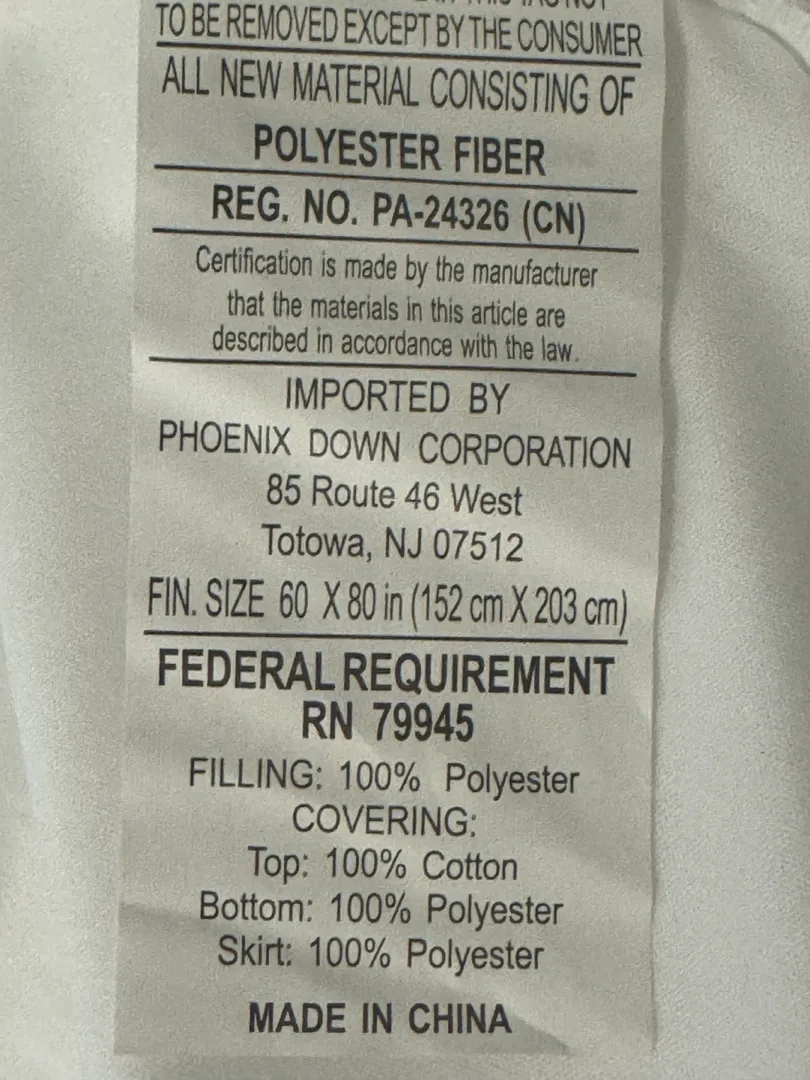 TO BE REMOVED EXCEPT BY THE CONSUMER
ALL NEW MATERIAL CONSISTING OF
POLYESTER FIBER
REG. NO. PA-24326 (CN)
Certification is made by the manufacturer
that the materials in this article are
described in accordance with the law.
IMPORTED BY
PHOENIX DOWN CORPORATION
85 Route 46 West
Totowa, NJ 07512
FIN. SIZE 60 X 80 in (152 cm X 203 cm)
FEDERAL REQUIREMENT
RN 79945
FILLING: 100% Polyester
COVERING:
Top: 100% Cotton
Bottom: 100% Polyester
Skirt: 100% Polyester
MADE IN CHINA